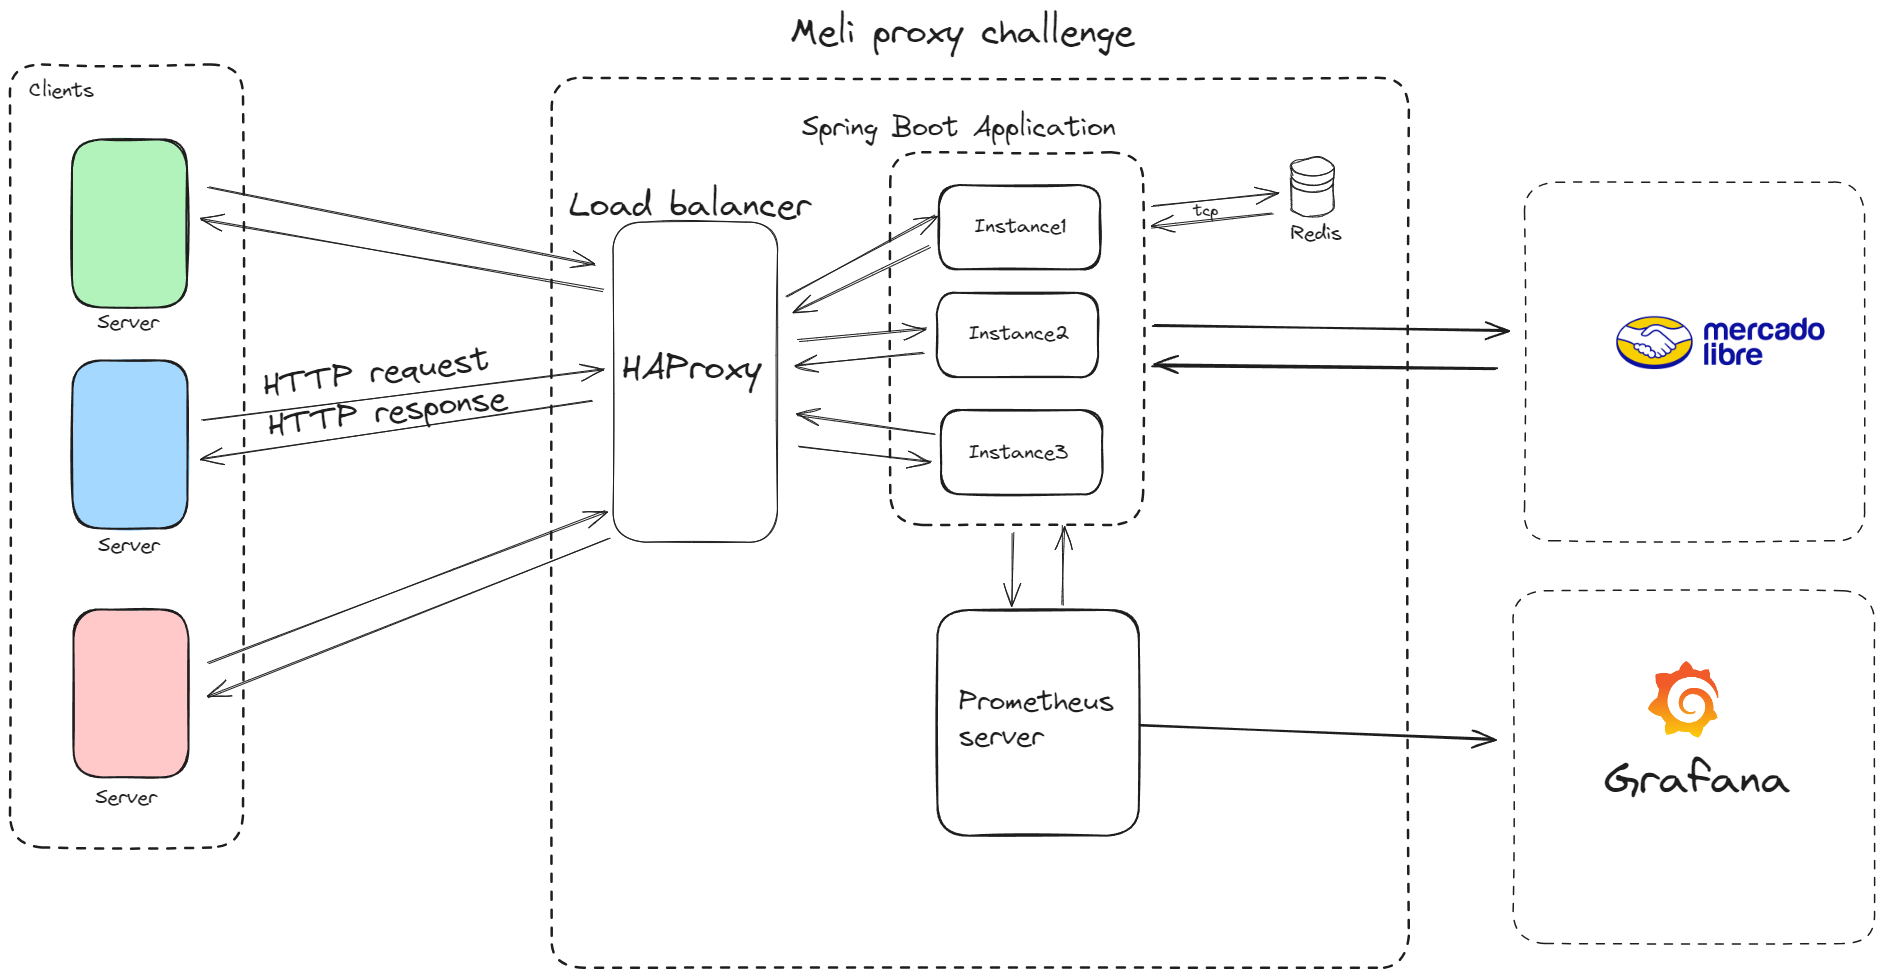 Meli proxy challenge
Clients
Server
Server
Server
HTTP request
HTTP response
Load balancer
HAProxy
Spring Boot Application
Instance1
Instance2
Instance3
tcp
Redis
Prometheus
server
mercado
libre
Grafana